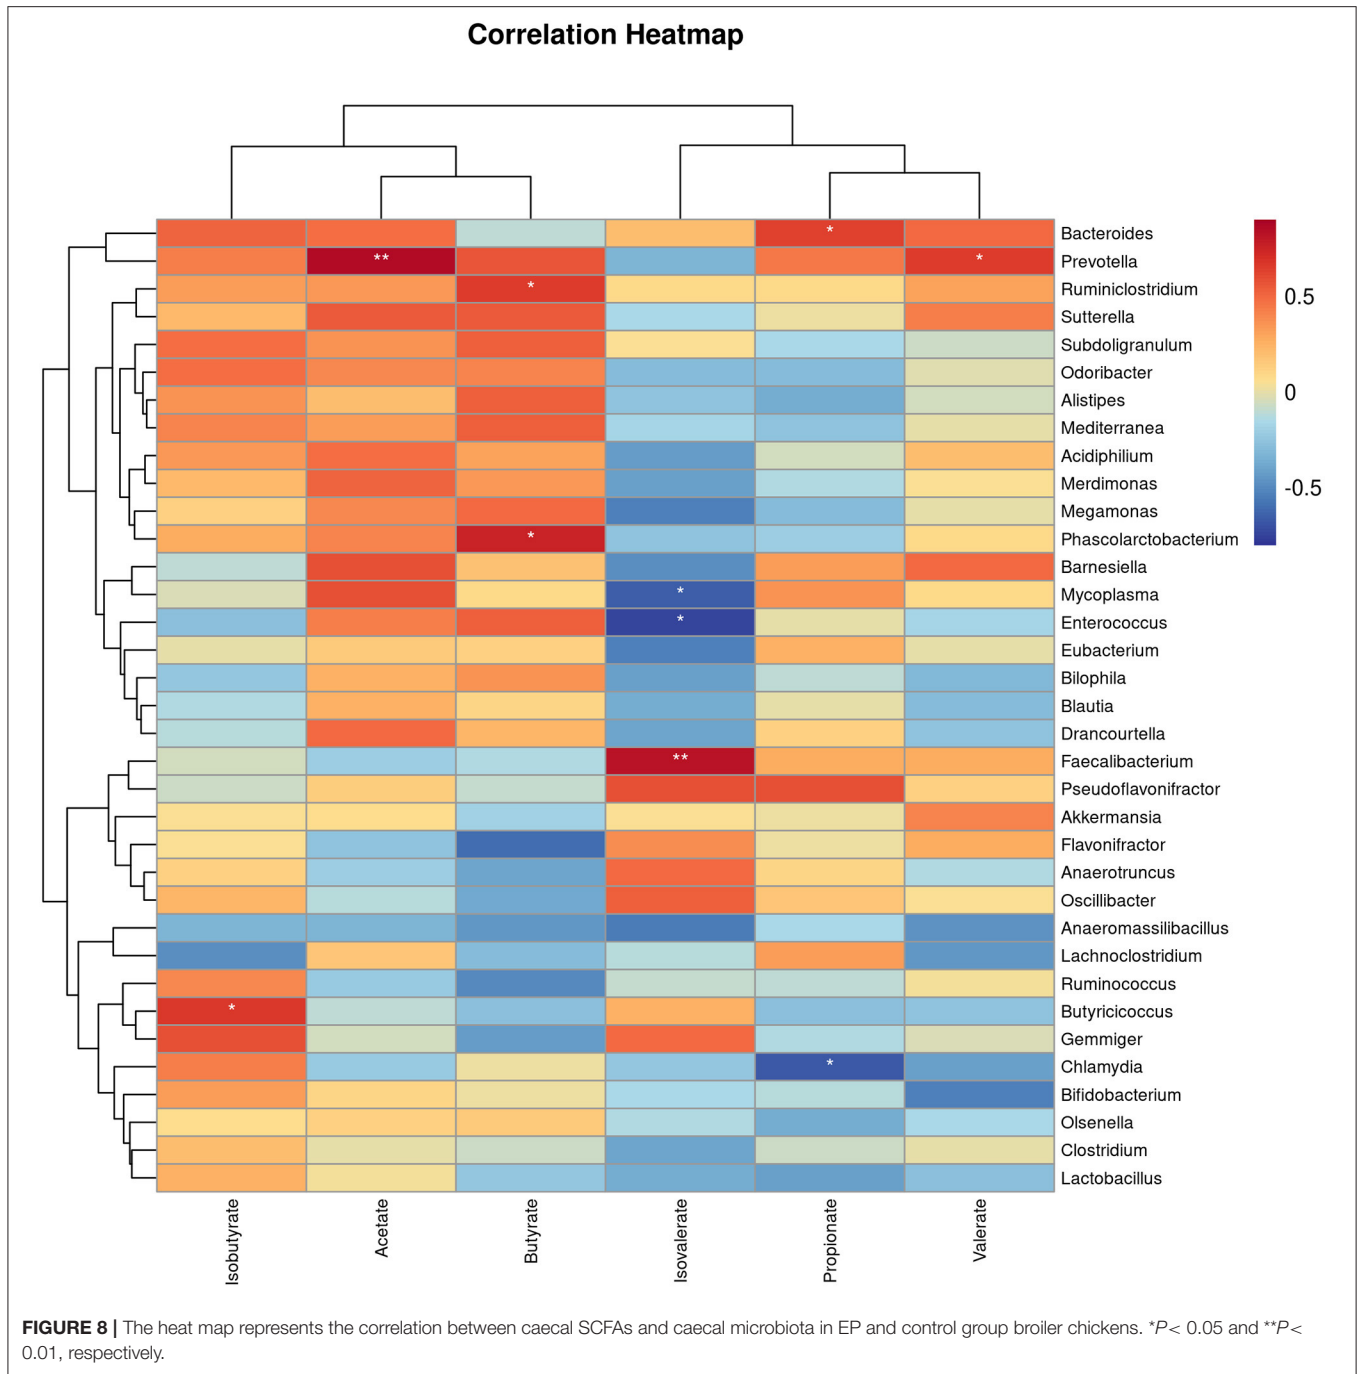 Correlation Heatmap
*
Bacteroides
**
*
Prevotella
*
Ruminiclostridium
Sutterella
Subdoligranulum
Odoribacter
Alistipes
Mediterranea
Acidiphilium
Merdimonas
Megamonas
*
Phascolarctobacterium
Barnesiella
*
Mycoplasma
*
Enterococcus
Eubacterium
Bilophila
Blautia
Drancourtella
**
Faecalibacterium
Pseudoflavonifractor
Akkermansia
Flavonifractor
Anaerotruncus
Oscillibacter
Anaeromassilibacillus
Lachnoclostridium
Ruminococcus
*
Butyricicoccus
Gemmiger
*
Chlamydia
Bifidobacterium
Olsenella
Clostridium
Lactobacillus
0.5
0
-0.5
Isobutyrate
Acetate
Butyrate
Isovalerate
Propionate
Valerate
FIGURE 8 | The heat map represents the correlation between caecal SCFAs and caecal microbiota in EP and control group broiler chickens. *P< 0.05 and **P<
0.01, respectively.